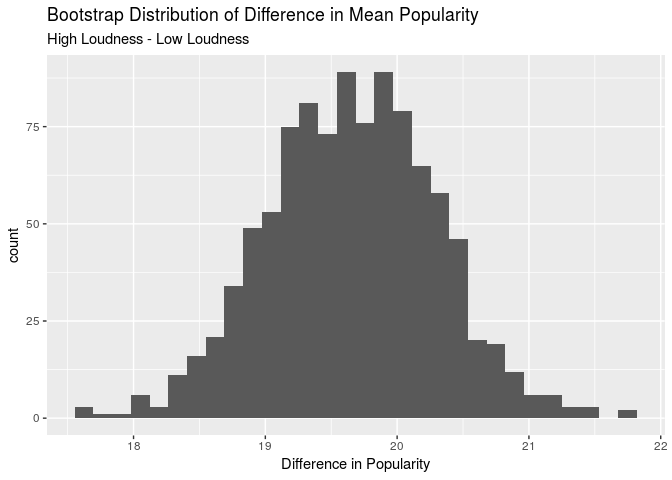 Bootstrap Distribution of Difference in Mean Popularity
High Loudness - Low Loudness
75
50
25
0
count
18 19 20 21 22
Difference in Popularity